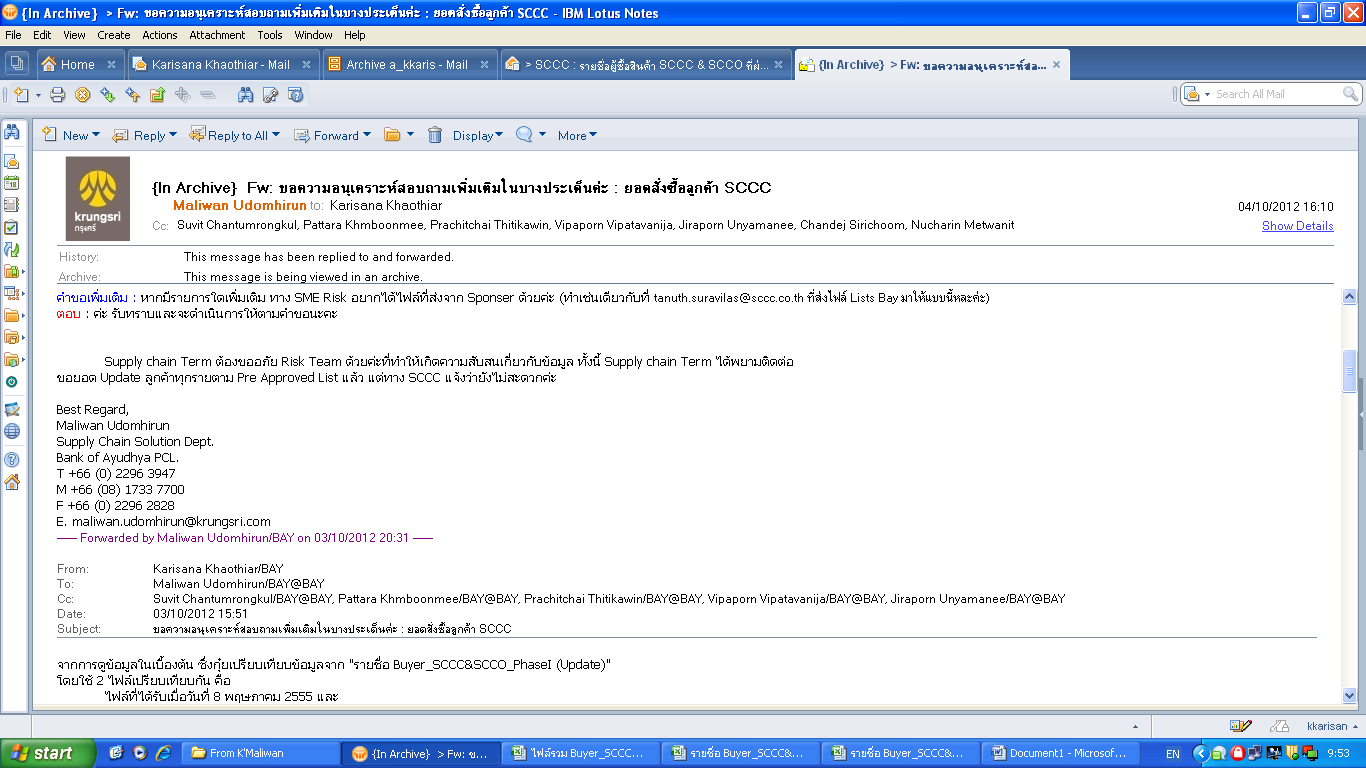 {In Archive} > Fw: ขอความอนุเคราะห์สอบถามเพิ่มเติมในบางประเด็นค่ะ : ยอดสั่งซื้อลูกค้า SCCC - IBM Lotus Notes
File Edit View Create Actions Attachment Tools Window Help
Home Karisana Khaothiar - Mail Archive a_kkaris - Mail > SCCC : รายชื่อผู้ซื้อสินค้า SCCC & SCCO ที่ผ่... {In Archive} > Fw: ขอความอนุเคราะห์สอ...
Search All Mail
New Reply Reply to All Forward Display More
krungsri
กรุงศรี
{In Archive} Fw: ขอความอนุเคราะห์สอบถามเพิ่มเติมในบางประเด็นค่ะ : ยอดสั่งซื้อลูกค้า SCCC
Maliwan Udomhirun to: Karisana Khaothiar 04/10/2012 16:10
Cc: Suvit Chantumrongkul, Pattara Khmboonmee, Prachitchai Thitikawin, Vipaporn Vipatavanija, Jiraporn Unyamanee, Chandej Sirichoom, Nucharin Metwanit Show Details
History: This message has been replied to and forwarded.
Archive: This message is being viewed in an archive.
คำขอเพิ่มเติม : หากมีรายการใดเพิ่มเติม ทาง SME Risk อยากได้ไฟล์ที่ส่งจาก Sponser ด้วยค่ะ (ทำเช่นเดียวกับที่ tanuth.suravilas@sccc.co.th ที่ส่งไฟล์ Lists Bay มาให้แบบนี้หละค่ะ)
ตอบ : ค่ะ รับทราบและจะดำเนินการให้ตามคำขอนะคะ
Supply chain Term ต้องขออภัย Risk Team ด้วยค่ะที่ทำให้เกิดความสับสนเกี่ยวกับข้อมูล ทั้งนี้ Supply chain Term ได้พยามติดต่อ
ขอยอด Update ลูกค้าทุกรายตาม Pre Approved List แล้ว แต่ทาง SCCC แจ้งว่ายังไม่สะดวกค่ะ
Best Regard,
Maliwan Udomhirun
Supply Chain Solution Dept.
Bank of Ayudhya PCL.
T +66 (0) 2296 3947
M +66 (08) 1733 7700
F +66 (0) 2296 2828
E. maliwan.udomhirun@krungsri.com
----- Forwarded by Maliwan Udomhirun/BAY on 03/10/2012 20:31 -----
From: Karisana Khaothiar/BAY
To: Maliwan Udomhirun/BAY@BAY
Cc: Suvit Chantumrongkul/BAY@BAY, Pattara Khmboonmee/BAY@BAY, Prachitchai Thitikawin/BAY@BAY, Vipaporn Vipatavanija/BAY@BAY, Jiraporn Unyamanee/BAY@BAY
Date: 03/10/2012 15:51
Subject: ขอความอนุเคราะห์สอบถามเพิ่มเติมในบางประเด็นค่ะ : ยอดสั่งซื้อลูกค้า SCCC
จากการดูข้อมูลในเบื้องต้น ซึ่งกุ๋ยเปรียบเทียบข้อมูลจาก "รายชื่อ Buyer_SCCC&SCCO_PhaseI (Update)"
โดยใช้ 2 ไฟล์เปรียบเทียบกัน คือ
ไฟล์ที่ได้รับเมื่อวันที่ 8 พฤษภาคม 2555 และ
kkarisan
start From K'Maliwan {In Archive} > Fw: ข... ไฟล์รวม Buyer_SCCC... รายชื่อ Buyer_SCCC&... รายชื่อ Buyer_SCCC&... Document1 - Microsof... EN 9:53